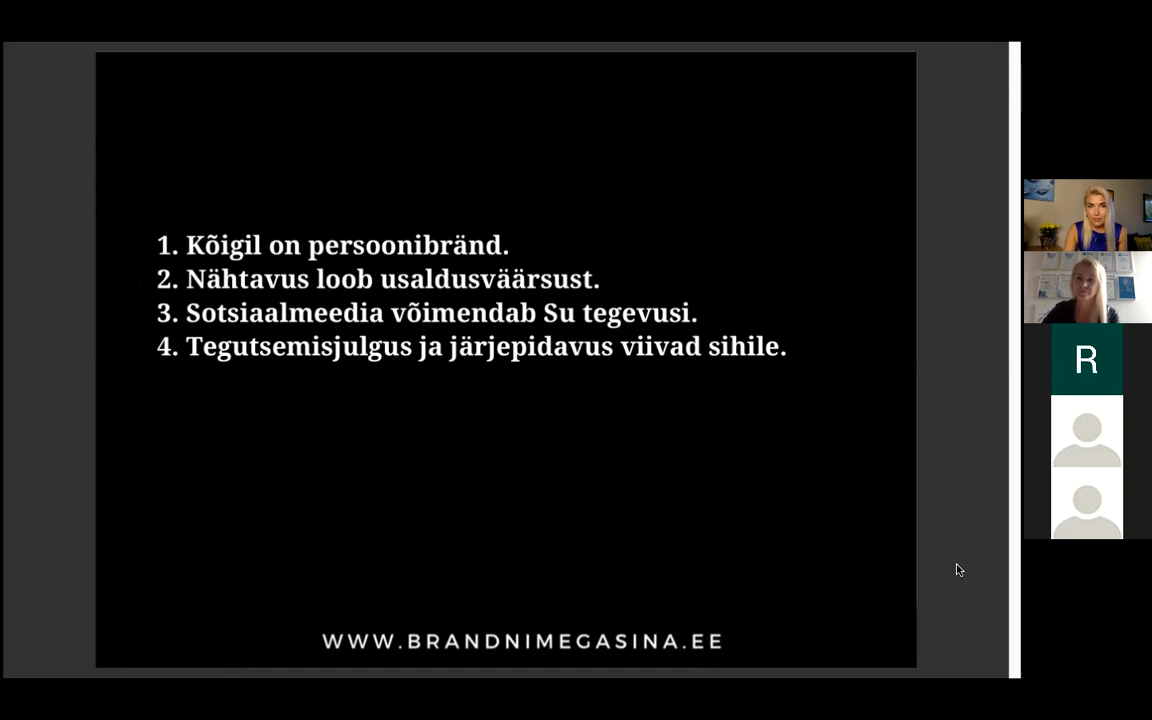 1. Kõigil on persoonibränd.
2. Nähtavus loob usaldusväärsust.
3. Sotsiaalmeedia võimendab Su tegevusi.
4. Tegutsemisjulgus ja järjepidavus viivad sihile.
WWW.BRANDNIMEGASINA.EE
R